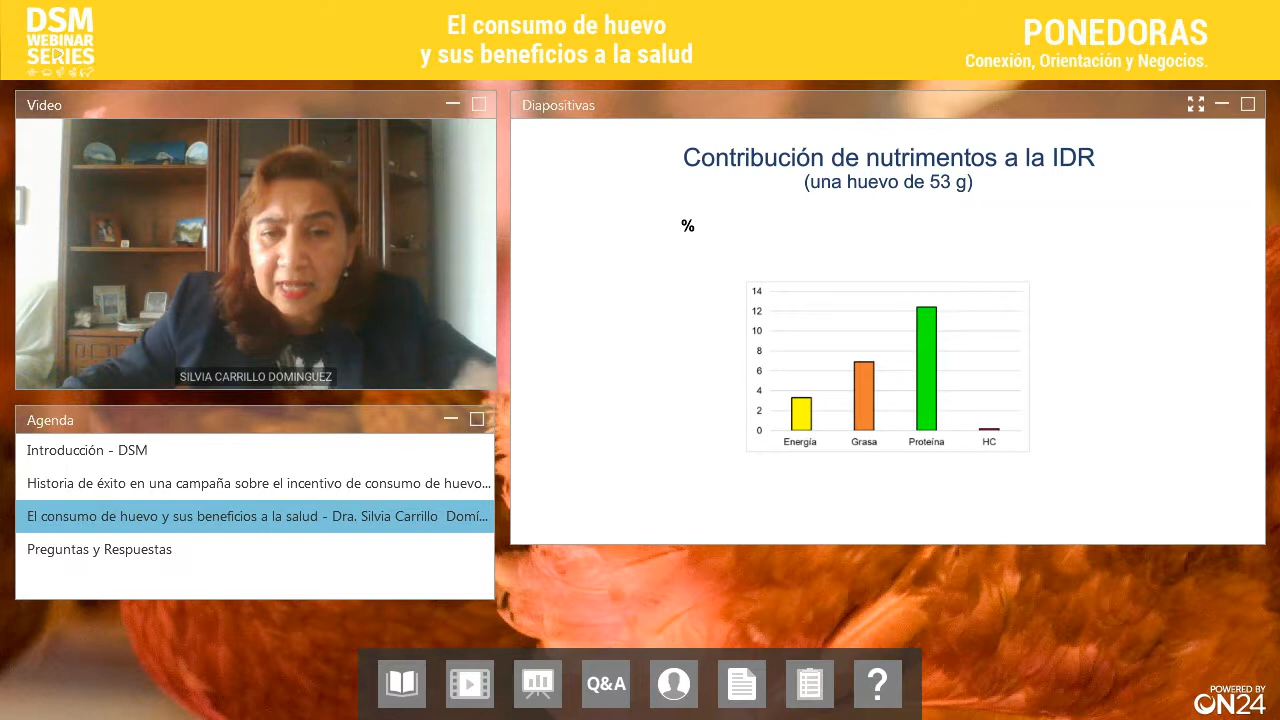 DSM
WEBINAR
SERIES
El consumo de huevo
y sus beneficios a la salud
PONEDORAS
Conexión, Orientación y Negocios.
Video
SILVIA CARRILLO DOMINGUEZ
Agenda
Introducción - DSM
Historia de éxito en una campaña sobre el incentivo de consumo de huevo...
El consumo de huevo y sus beneficios a la salud - Dra. Silvia Carrillo Domí...
Preguntas y Respuestas
Diapositivas
Contribución de nutrimentos a la IDR
(una huevo de 53 g)
%
14
12
10
8
6
4
2
0
Energía Grasa Proteína HC
Q&A
?
POWERED BY
ON24